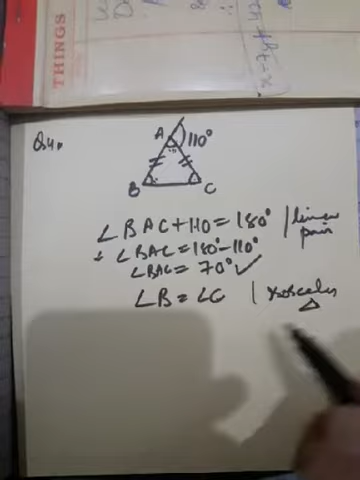 THINGS
Q4.
A 110°
B C
∠BAC + 110 = 180° | linear pair
∠BAC = 180° - 110°
∠BAC = 70° ✓
∠B = ∠C | isosceles △